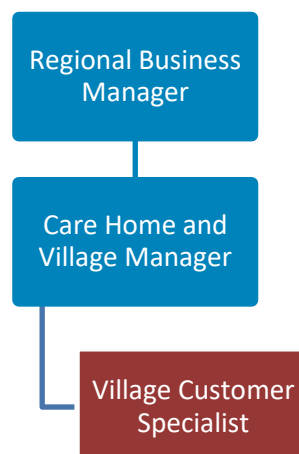 Regional Business
Manager
Care Home and
Village Manager
Village Customer
Specialist